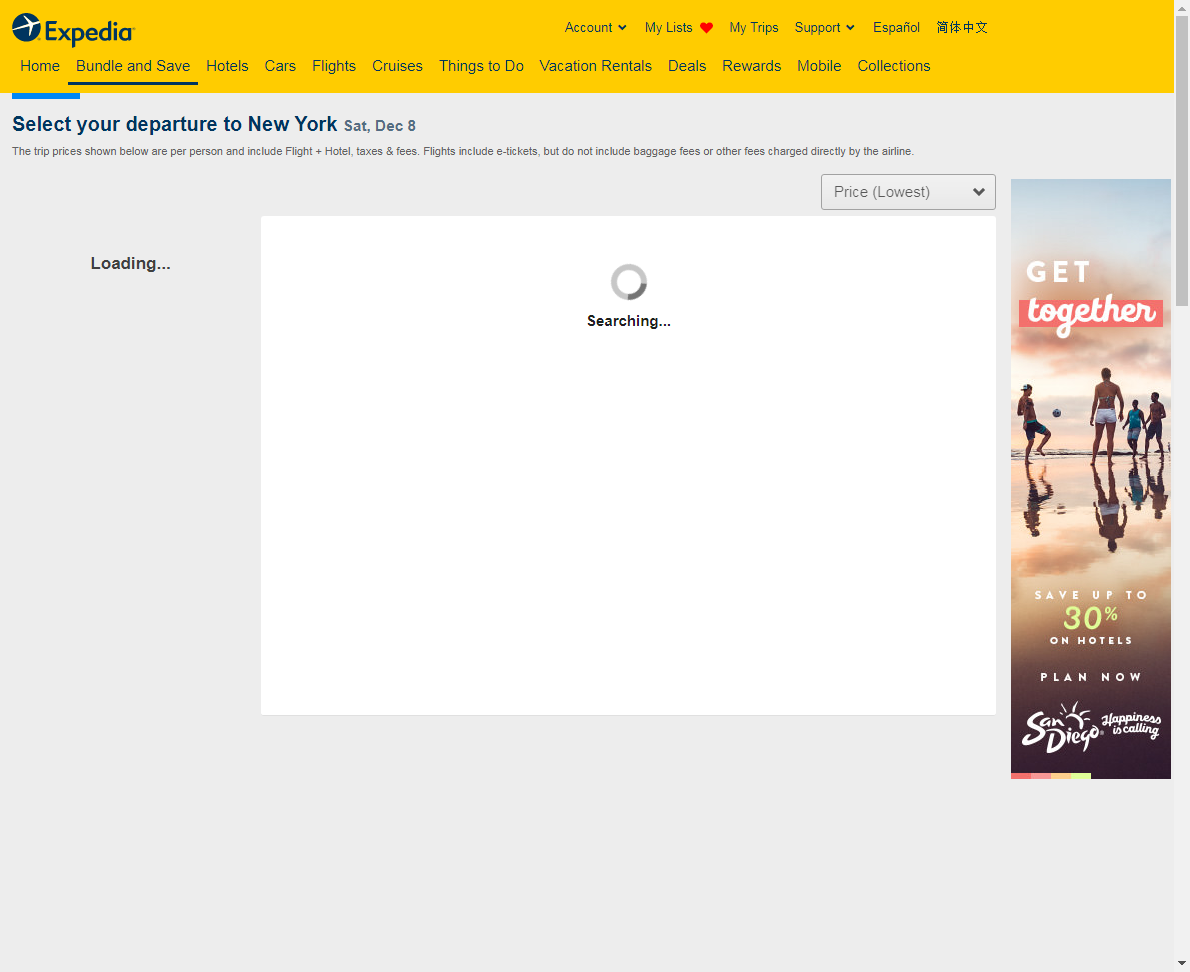 Expedia
Account
My Lists
My Trips
Support
Español
简体中文
Home
Bundle and Save
Hotels
Cars
Flights
Cruises
Things to Do
Vacation Rentals
Deals
Rewards
Mobile
Collections
Select your departure to New York Sat, Dec 8
The trip prices shown below are per person and include Flight + Hotel, taxes & fees. Flights include e-tickets, but do not include baggage fees or other fees charged directly by the airline.
Price (Lowest)
Loading...
Searching...
GET
together
SAVE UP TO
30%
ON HOTELS
PLAN NOW
San Diego
Happiness is calling